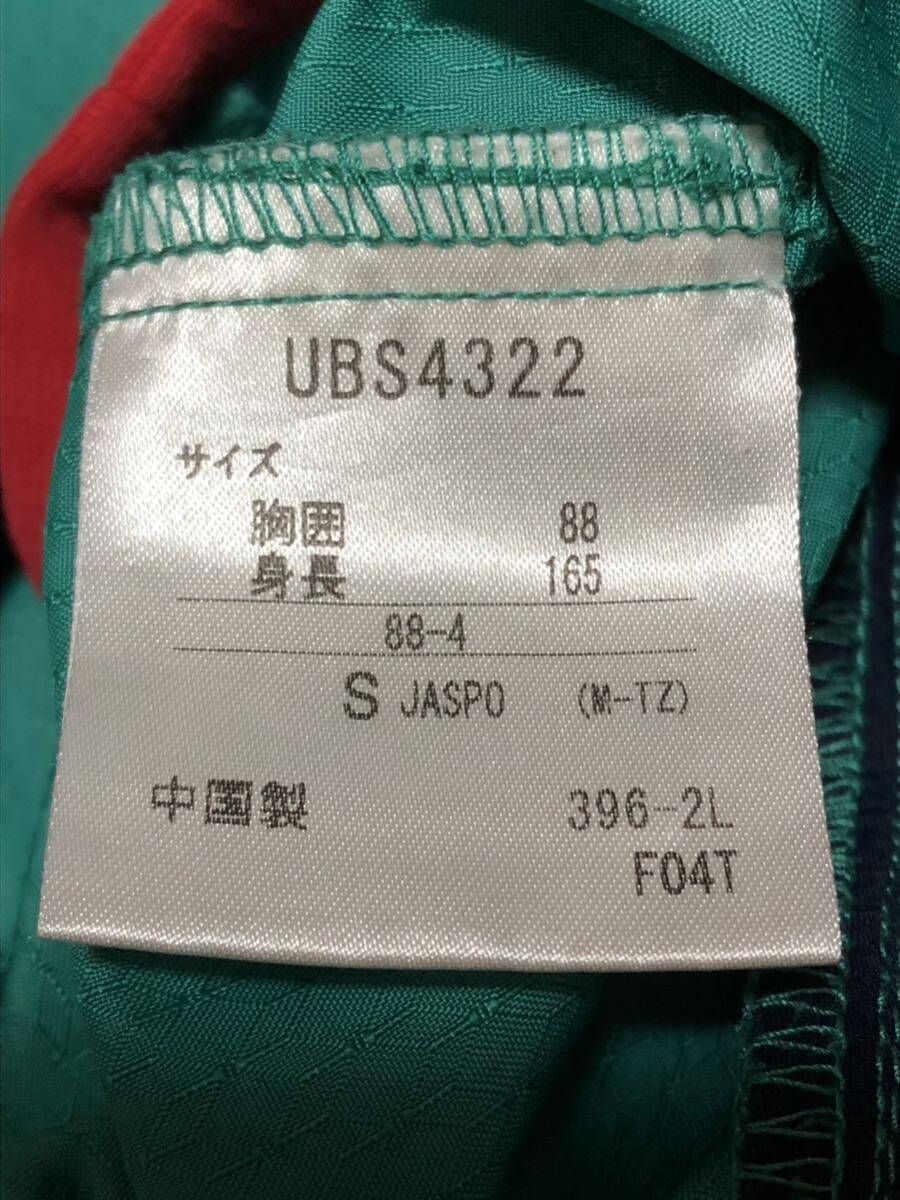 UBS4322
サイズ
胸囲 88
身長 165
88-4
S JASPO (M-TZ)
中国製 396-2L
F04T